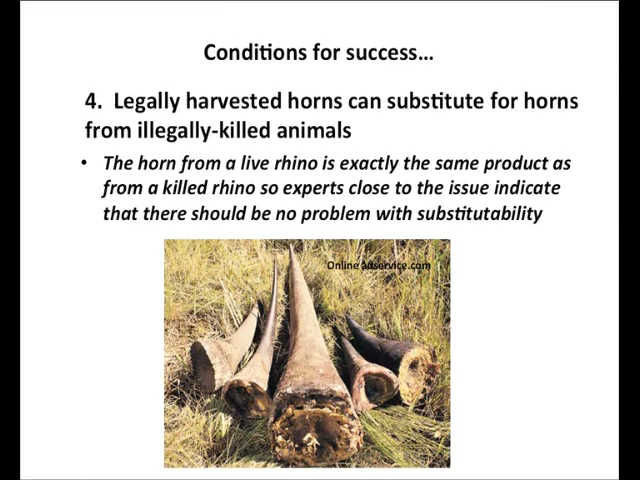 Conditions for success…
4. Legally harvested horns can substitute for horns
from illegally-killed animals
• The horn from a live rhino is exactly the same product as
from a killed rhino so experts close to the issue indicate
that there should be no problem with substitutability
Online adservice.com